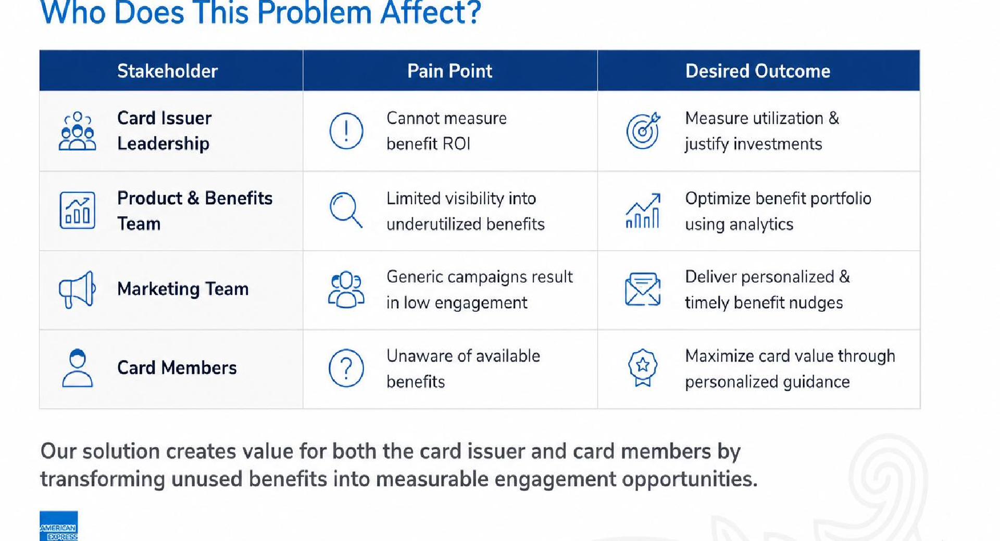 Who Does This Problem Affect?
Stakeholder
Pain Point
Desired Outcome
Card Issuer
Leadership
Cannot measure
benefit ROI
Measure utilization &
justify investments
Product & Benefits
Team
Limited visibility into
underutilized benefits
Optimize benefit portfolio
using analytics
Marketing Team
Generic campaigns result
in low engagement
Deliver personalized &
timely benefit nudges
Card Members
Unaware of available
benefits
Maximize card value through
personalized guidance
Our solution creates value for both the card issuer and card members by
transforming unused benefits into measurable engagement opportunities.
AMERICAN
EXPRESS